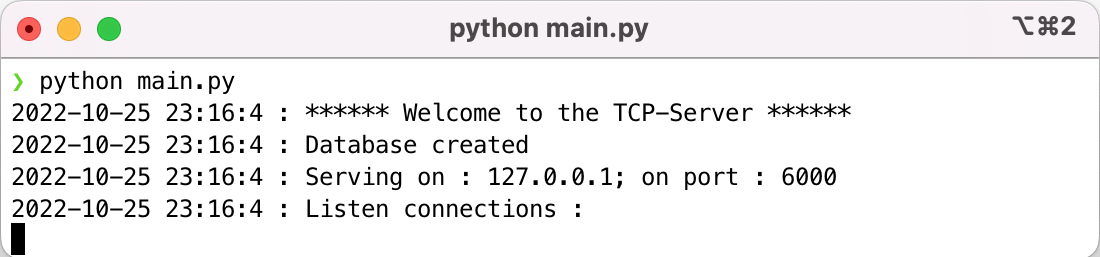 python main.py
⌥⌘2
❯ python main.py
2022-10-25 23:16:4 : ****** Welcome to the TCP-Server ******
2022-10-25 23:16:4 : Database created
2022-10-25 23:16:4 : Serving on : 127.0.0.1; on port : 6000
2022-10-25 23:16:4 : Listen connections :